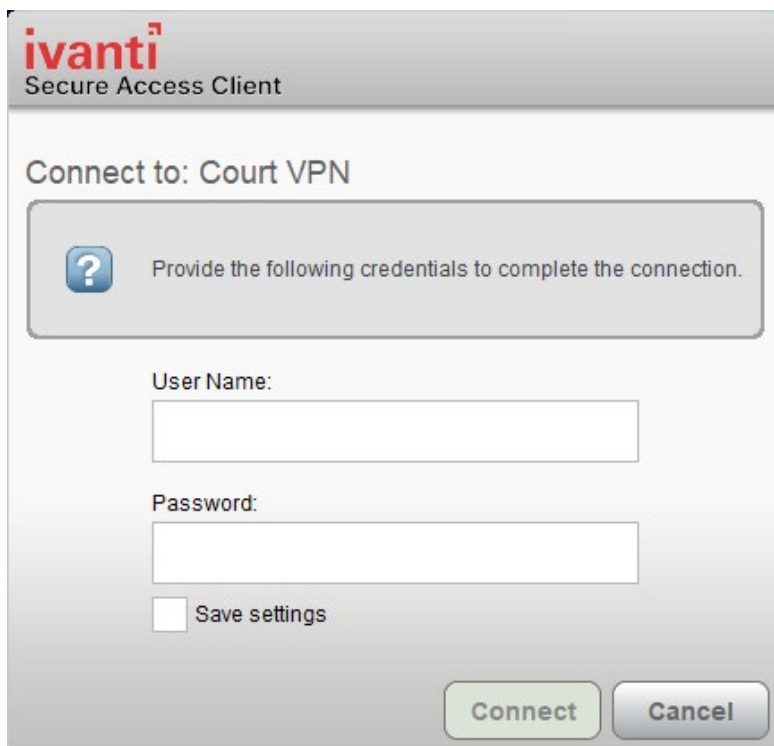 ivanti
Secure Access Client
Connect to: Court VPN
?
Provide the following credentials to complete the connection.
User Name:
Password:
Save settings
Connect
Cancel